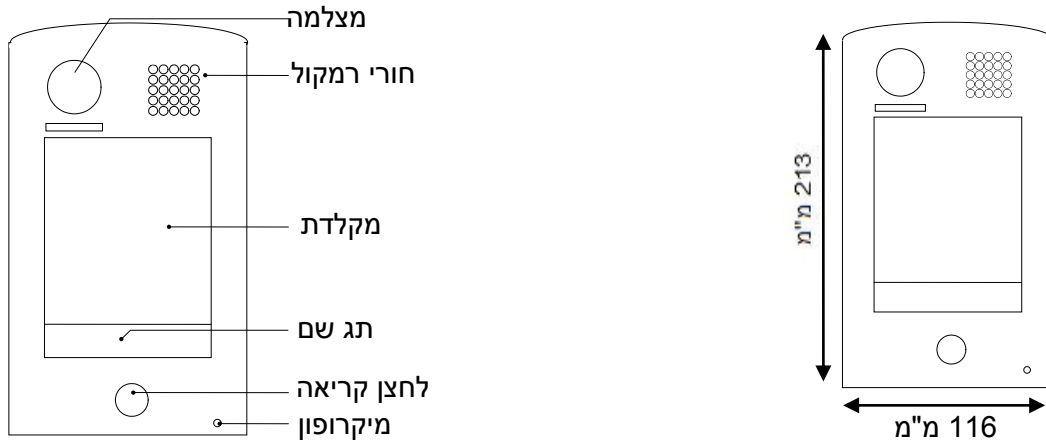 מצלמה
חורי רמקול
מקלדת
תג שם
לחצן קריאה
מיקרופון
213 מ"מ
116 מ"מ